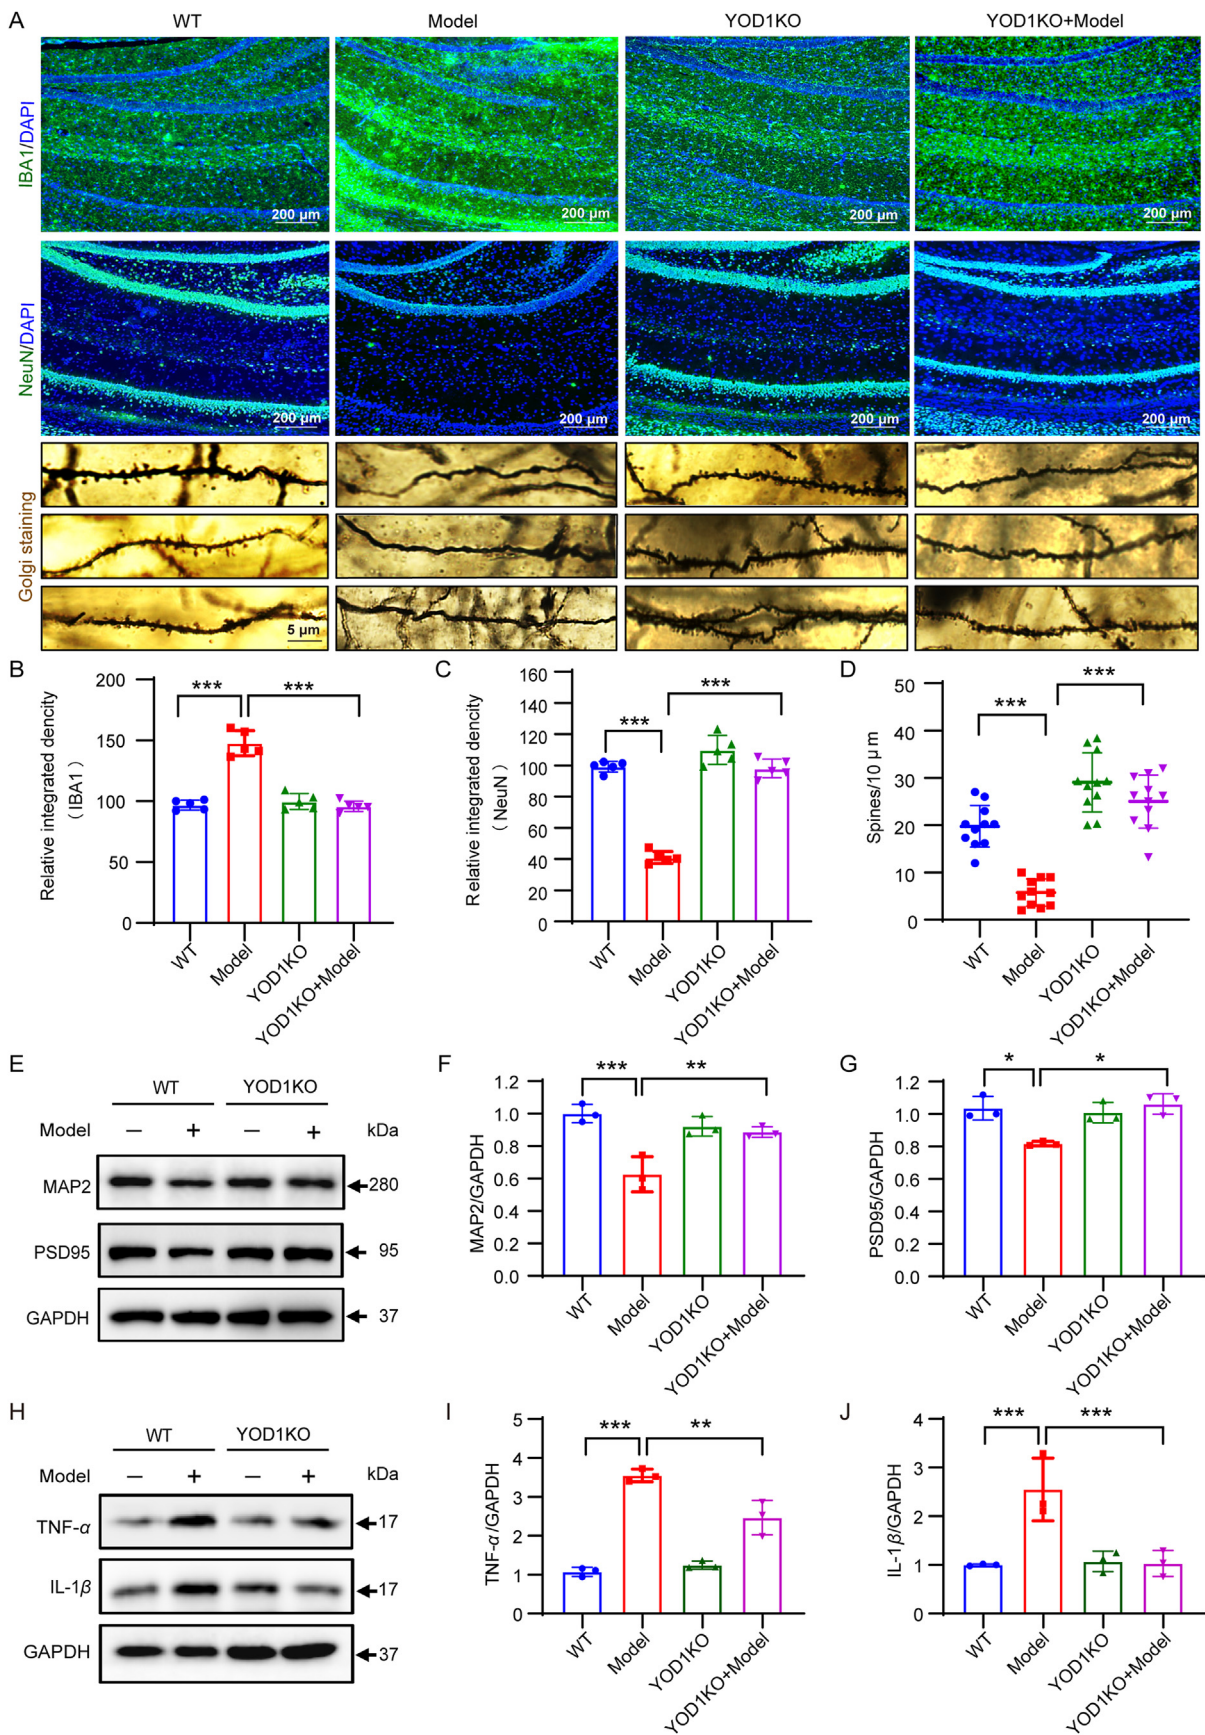 A
WT Model YOD1KO YOD1KO+Model
IBA1/DAPI
200 µm 200 µm 200 µm 200 µm
NeuN/DAPI
200 µm 200 µm 200 µm 200 µm
Golgi staining
5 µm
B
Relative integrated dencity
(IBA1)
200
150
100
50
0
*** ***
WT Model YOD1KO YOD1KO+Model
C
Relative integrated dencity
(NeuN)
160
140
120
100
80
60
40
20
0
*** ***
WT Model YOD1KO YOD1KO+Model
D
Spines/10 µm
50
40
30
20
10
0
*** ***
WT Model YOD1KO YOD1KO+Model
E
WT YOD1KO
Model − + − + kDa
MAP2 280
PSD95 95
GAPDH 37
F
MAP2/GAPDH
1.2
1.0
0.8
0.6
0.4
0.2
0.0
*** **
WT Model YOD1KO YOD1KO+Model
G
PSD95/GAPDH
1.2
1.0
0.8
0.6
0.4
0.2
0.0
* *
WT Model YOD1KO YOD1KO+Model
H
WT YOD1KO
Model − + − + kDa
TNF-α 17
IL-1β 17
GAPDH 37
I
TNF-α/GAPDH
5
4
3
2
1
0
*** **
WT Model YOD1KO YOD1KO+Model
J
IL-1β/GAPDH
4
3
2
1
0
*** ***
WT Model YOD1KO YOD1KO+Model